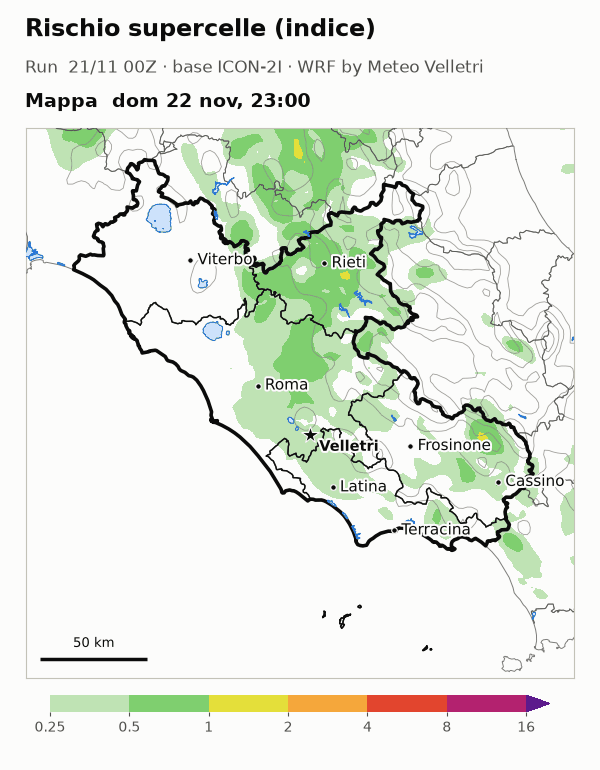 Rischio supercelle (indice)
Run 21/11 00Z · base ICON-2I · WRF by Meteo Velletri
Mappa dom 22 nov, 23:00
Viterbo
Rieti
Roma
Velletri
Frosinone
Latina
Cassino
Terracina
50 km
0.25 0.5 1 2 4 8 16